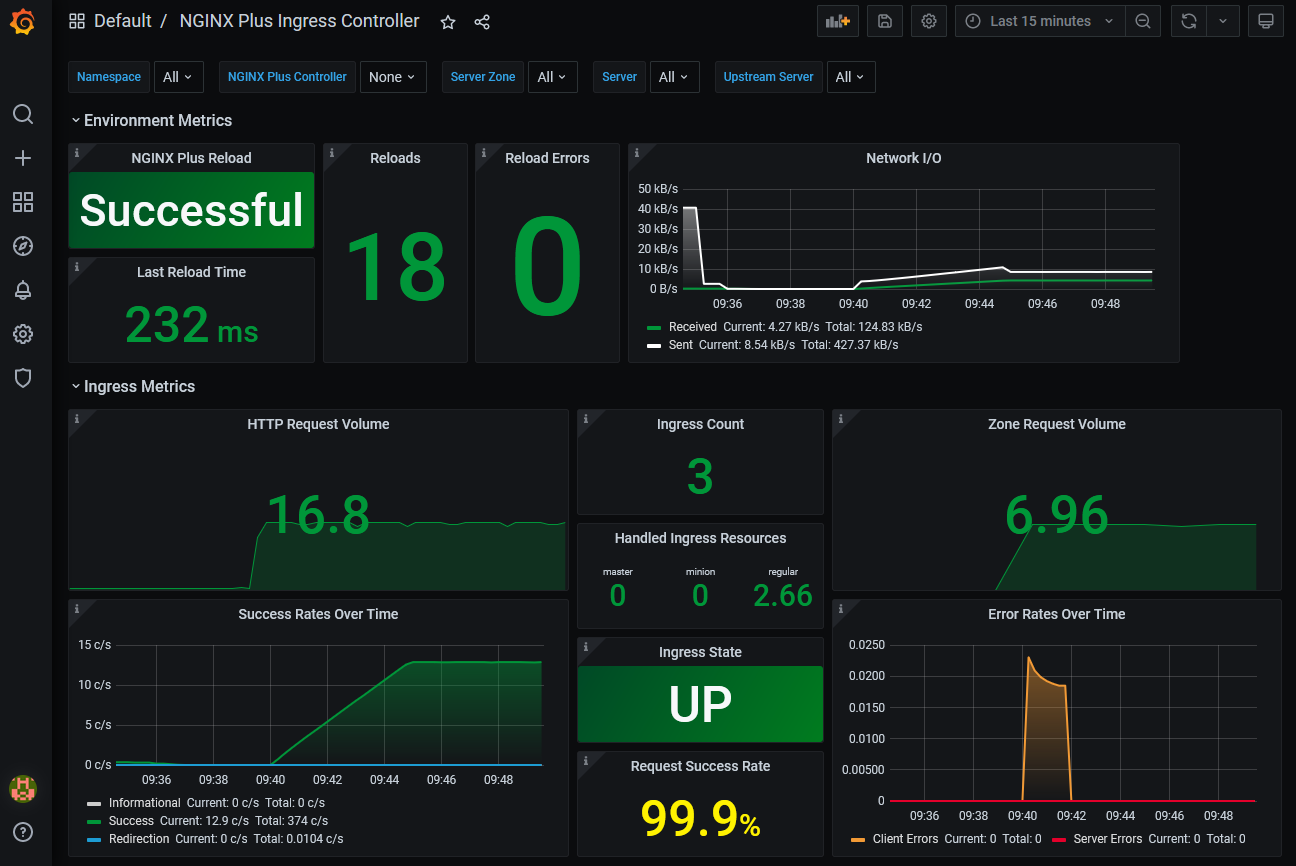 Default / NGINX Plus Ingress Controller
Last 15 minutes
Namespace All NGINX Plus Controller None Server Zone All Server All Upstream Server All
Environment Metrics
NGINX Plus Reload
Successful
Last Reload Time
232 ms
Reloads
18
Reload Errors
0
Network I/O
50 kB/s
40 kB/s
30 kB/s
20 kB/s
10 kB/s
0 B/s
09:36 09:38 09:40 09:42 09:44 09:46 09:48
Received Current: 4.27 kB/s Total: 124.83 kB/s
Sent Current: 8.54 kB/s Total: 427.37 kB/s
Ingress Metrics
HTTP Request Volume
16.8
Ingress Count
3
Zone Request Volume
6.96
Handled Ingress Resources
master minion regular
0 0 2.66
Success Rates Over Time
15 c/s
10 c/s
5 c/s
0 c/s
09:36 09:38 09:40 09:42 09:44 09:46 09:48
Informational Current: 0 c/s Total: 0 c/s
Success Current: 12.9 c/s Total: 374 c/s
Redirection Current: 0 c/s Total: 0.0104 c/s
Ingress State
UP
Request Success Rate
99.9%
Error Rates Over Time
0.0250
0.0200
0.0150
0.0100
0.00500
0
09:36 09:38 09:40 09:42 09:44 09:46 09:48
Client Errors Current: 0 Total: 0 Server Errors Current: 0 Total: 0